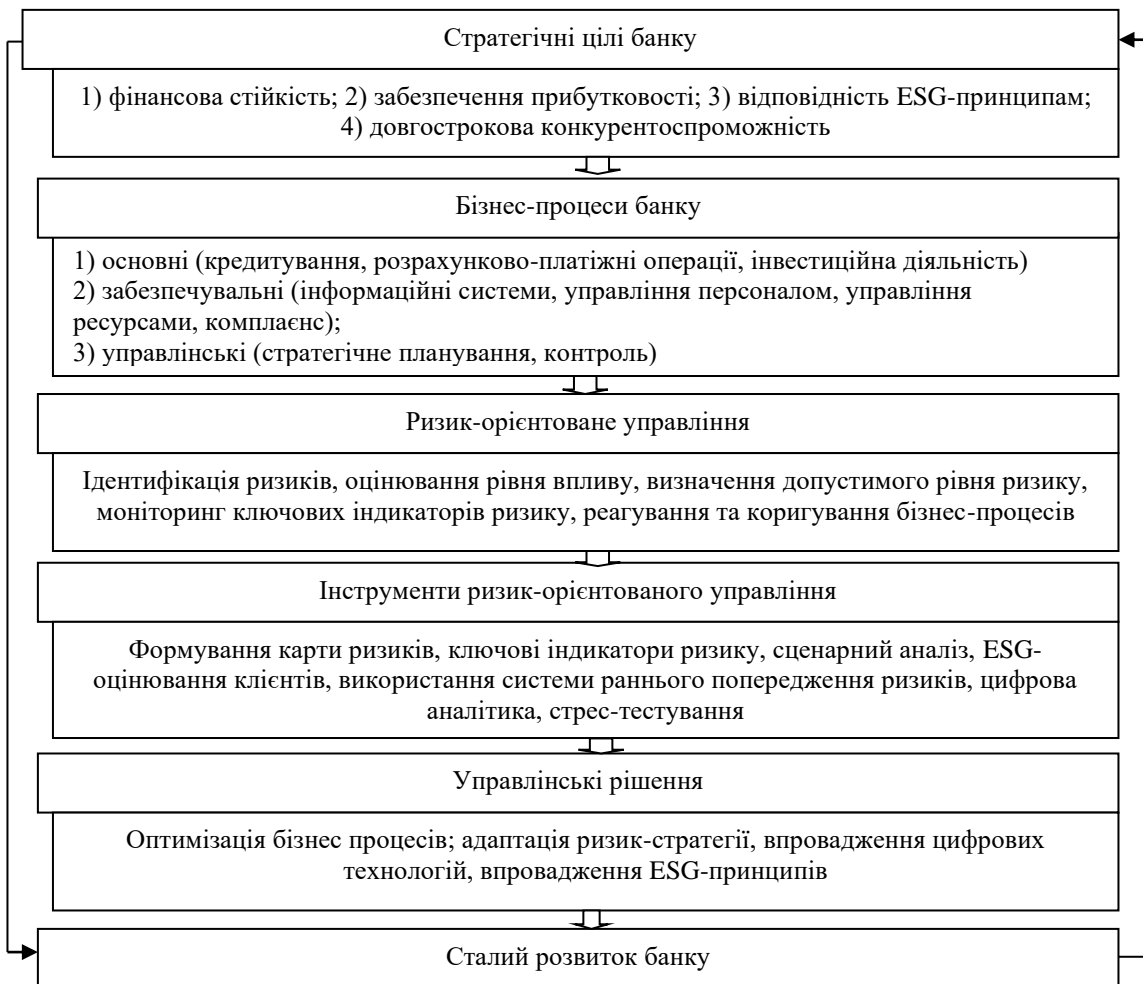 Стратегічні цілі банку
1) фінансова стійкість; 2) забезпечення прибутковості; 3) відповідність ESG-принципам;
4) довгострокова конкурентоспроможність
Бізнес-процеси банку
1) основні (кредитування, розрахунково-платіжні операції, інвестиційна діяльність)
2) забезпечувальні (інформаційні системи, управління персоналом, управління
ресурсами, комплаєнс);
3) управлінські (стратегічне планування, контроль)
Ризик-орієнтоване управління
Ідентифікація ризиків, оцінювання рівня впливу, визначення допустимого рівня ризику,
моніторинг ключових індикаторів ризику, реагування та коригування бізнес-процесів
Інструменти ризик-орієнтованого управління
Формування карти ризиків, ключові індикатори ризику, сценарний аналіз, ESG-
оцінювання клієнтів, використання системи раннього попередження ризиків, цифрова
аналітика, стрес-тестування
Управлінські рішення
Оптимізація бізнес процесів; адаптація ризик-стратегії, впровадження цифрових
технологій, впровадження ESG-принципів
Сталий розвиток банку